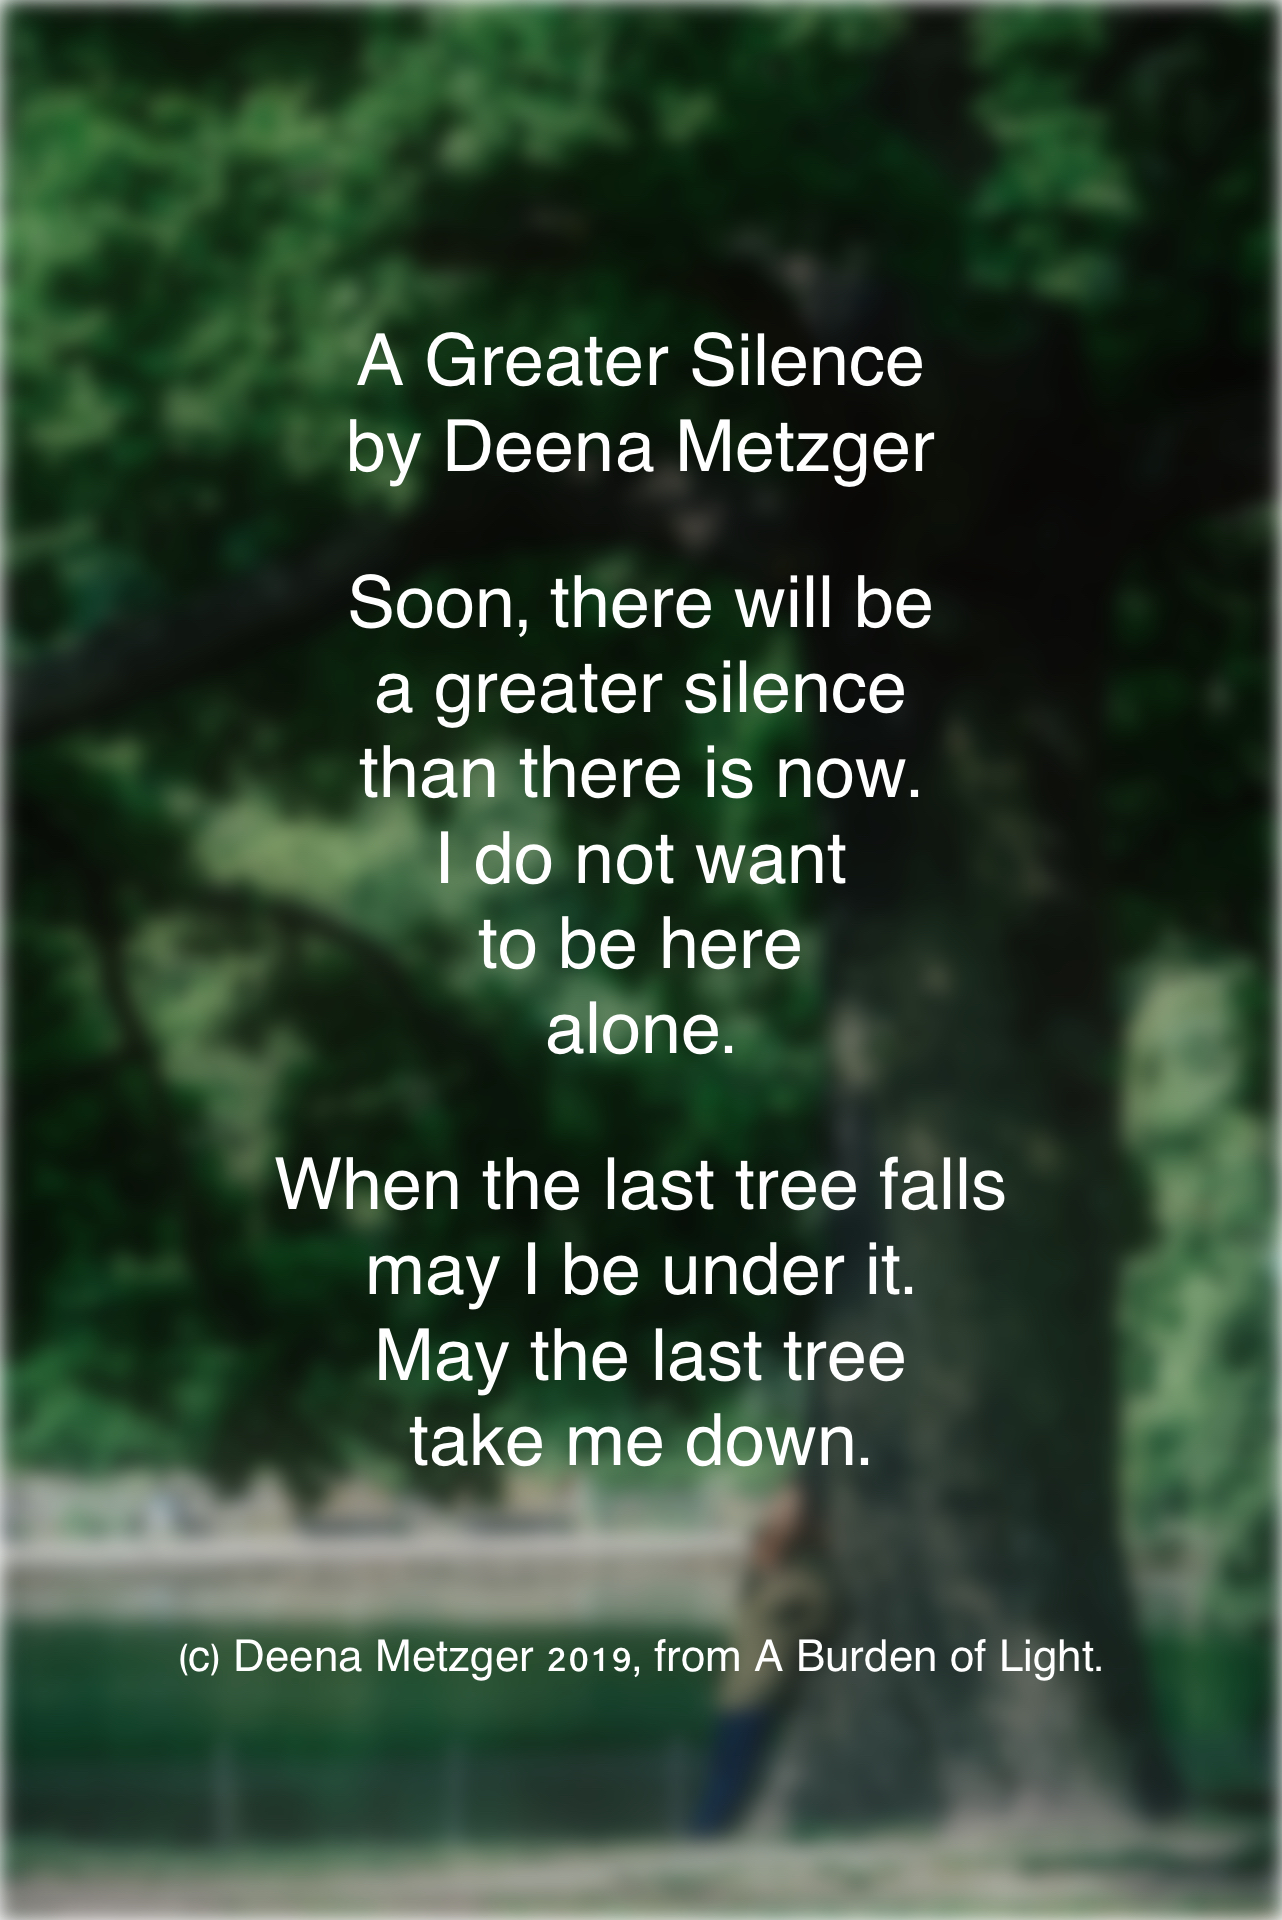 A Greater Silence
by Deena Metzger
Soon, there will be
a greater silence
than there is now.
I do not want
to be here
alone.
When the last tree falls
may I be under it.
May the last tree
take me down.
(c) Deena Metzger 2019, from A Burden of Light.